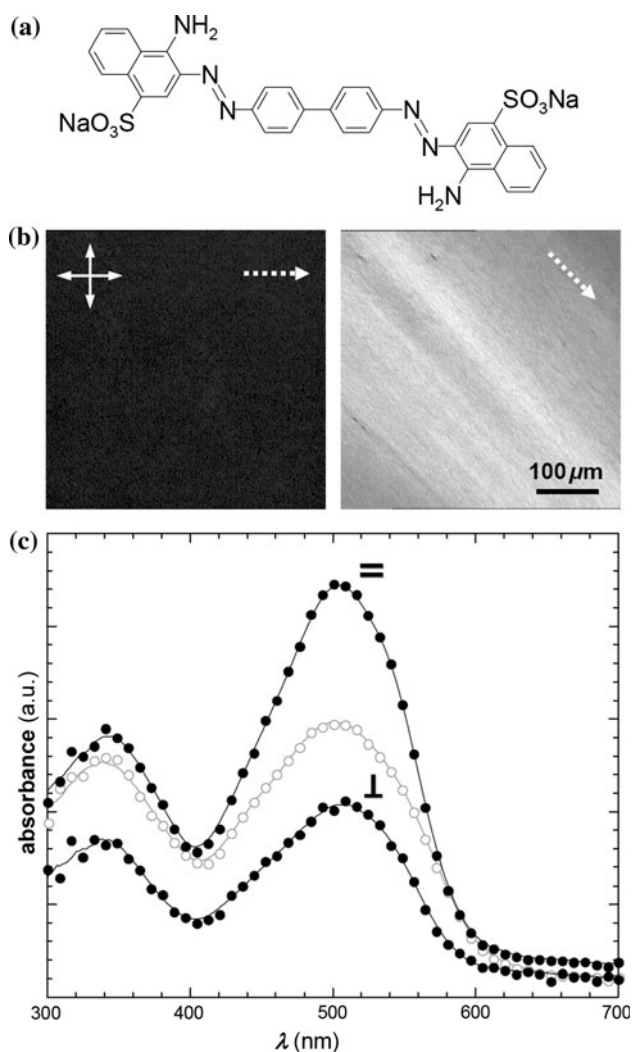 (a)
NH₂
N
N
N
N
NaO₃S
SO₃Na
H₂N
(b)
100 µm
(c)
=
⊥
absorbance (a.u.)
300 400 500 600 700
λ (nm)